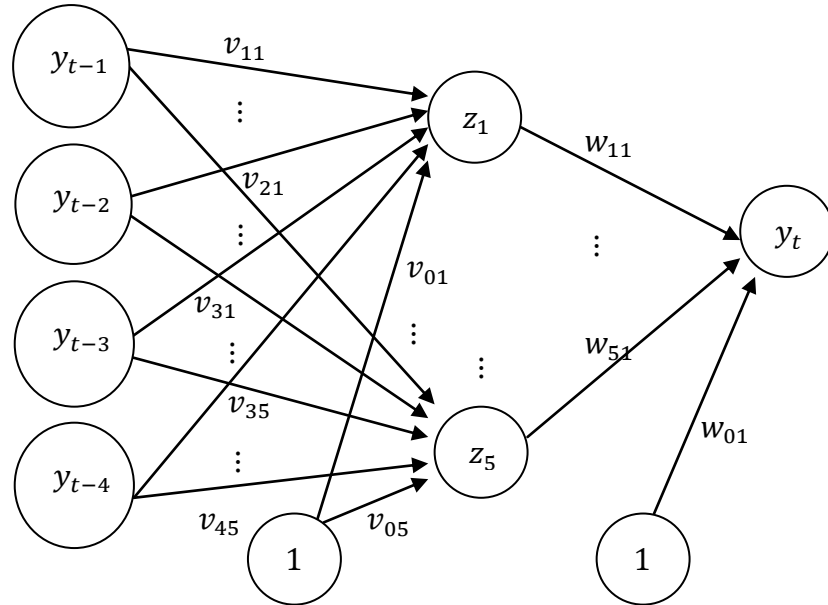 y_{t−1}
v_{11}
⋮
z_1
w_{11}
y_{t−2}
v_{21}
⋮
⋮
y_t
v_{01}
v_{31}
y_{t−3}
⋮
⋮
⋮
w_{51}
v_{35}
w_{01}
⋮
z_5
y_{t−4}
v_{45}
v_{05}
1
1